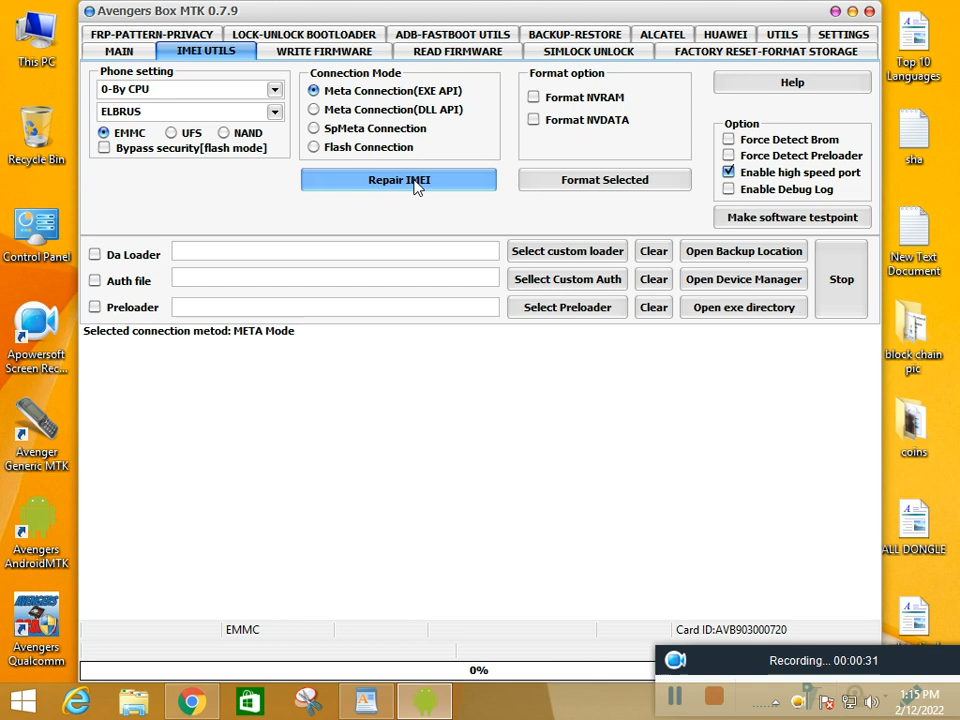 Avengers Box MTK 0.7.9
FRP-PATTERN-PRIVACY
LOCK-UNLOCK BOOTLOADER
ADB-FASTBOOT UTILS
BACKUP-RESTORE
ALCATEL
HUAWEI
UTILS
SETTINGS
MAIN
IMEI UTILS
WRITE FIRMWARE
READ FIRMWARE
SIMLOCK UNLOCK
FACTORY RESET-FORMAT STORAGE
Phone setting
0-By CPU
ELBRUS
EMMC
UFS
NAND
Bypass security[flash mode]
Connection Mode
Meta Connection(EXE API)
Meta Connection(DLL API)
SpMeta Connection
Flash Connection
Repair IMEI
Format option
Format NVRAM
Format NVDATA
Format Selected
Help
Option
Force Detect Brom
Force Detect Preloader
Enable high speed port
Enable Debug Log
Make software testpoint
Da Loader
Select custom loader
Clear
Open Backup Location
Auth file
Sellect Custom Auth
Clear
Open Device Manager
Preloader
Select Preloader
Clear
Open exe directory
Stop
Selected connection metod: META Mode
EMMC
Card ID:AVB903000720
0%
This PC
Recycle Bin
Control Panel
Apowersoft
Screen Rec...
Avenger
Generic MTK
Avengers
AndroidMTK
Avengers
Qualcomm
Top 10
Languages
sha
New Text
Document
block chain
pic
coins
ALL DONGLE
Recording... 00:00:31
1:15 PM
2/12/2022